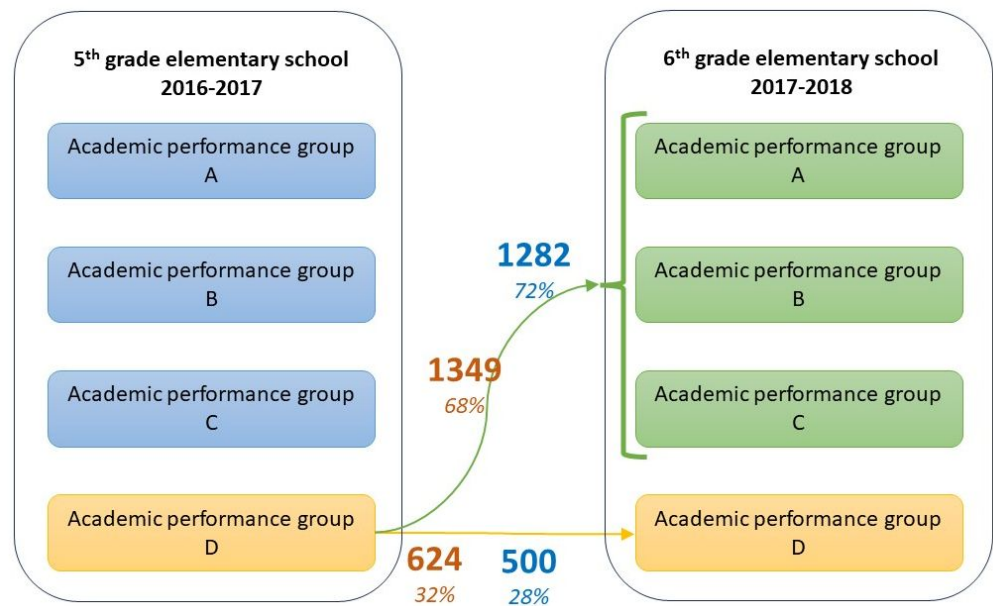 5th grade elementary school
2016-2017
Academic performance group
A
Academic performance group
B
Academic performance group
C
Academic performance group
D
1282
72%
1349
68%
624
32%
500
28%
6th grade elementary school
2017-2018
Academic performance group
A
Academic performance group
B
Academic performance group
C
Academic performance group
D